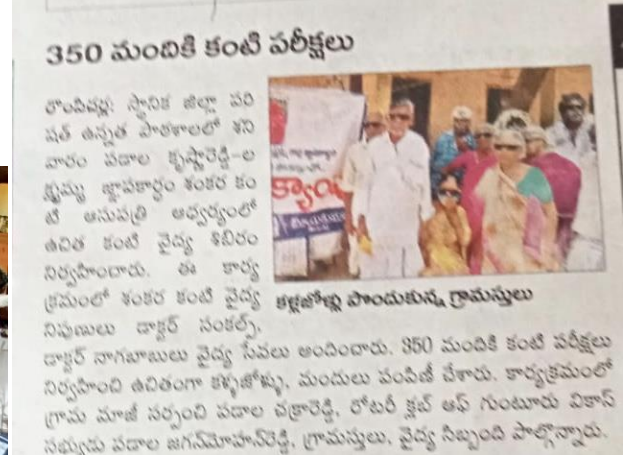 350 మందికి కంటి పరీక్షలు
రొంపిచర్ల: స్థానిక జిల్లా పరి
షత్ ఉన్నత పాఠశాలలో శని
వారం పడాల కృష్ణారెడ్డి-ల
క్ష్మమ్మ జ్ఞాపకార్థం శంకర కం
టి ఆసుపత్రి ఆధ్వర్యంలో
ఉచిత కంటి వైద్య శిబిరం
నిర్వహించారు. ఈ కార్య
క్రమంలో శంకర కంటి వైద్య
నిపుణులు డాక్టర్ సంకల్ప్,
క్యాం
కళ్లజోళ్లు పొందుకున్న గ్రామస్తులు
డాక్టర్ నాగబాబులు వైద్య సేవలు అందించారు. 350 మందికి కంటి పరీక్షలు
నిర్వహించి ఉచితంగా కళ్ళజోళ్ళు, మందులు పంపిణీ చేశారు. కార్యక్రమంలో
గ్రామ మాజీ సర్పంచి పడాల చక్రారెడ్డి, రోటరీ క్లబ్ ఆఫ్ గుంటూరు వికాస్
సభ్యుడు పడాల జగన్‌మోహన్‌రెడ్డి, గ్రామస్తులు, వైద్య సిబ్బంది పాల్గొన్నారు.